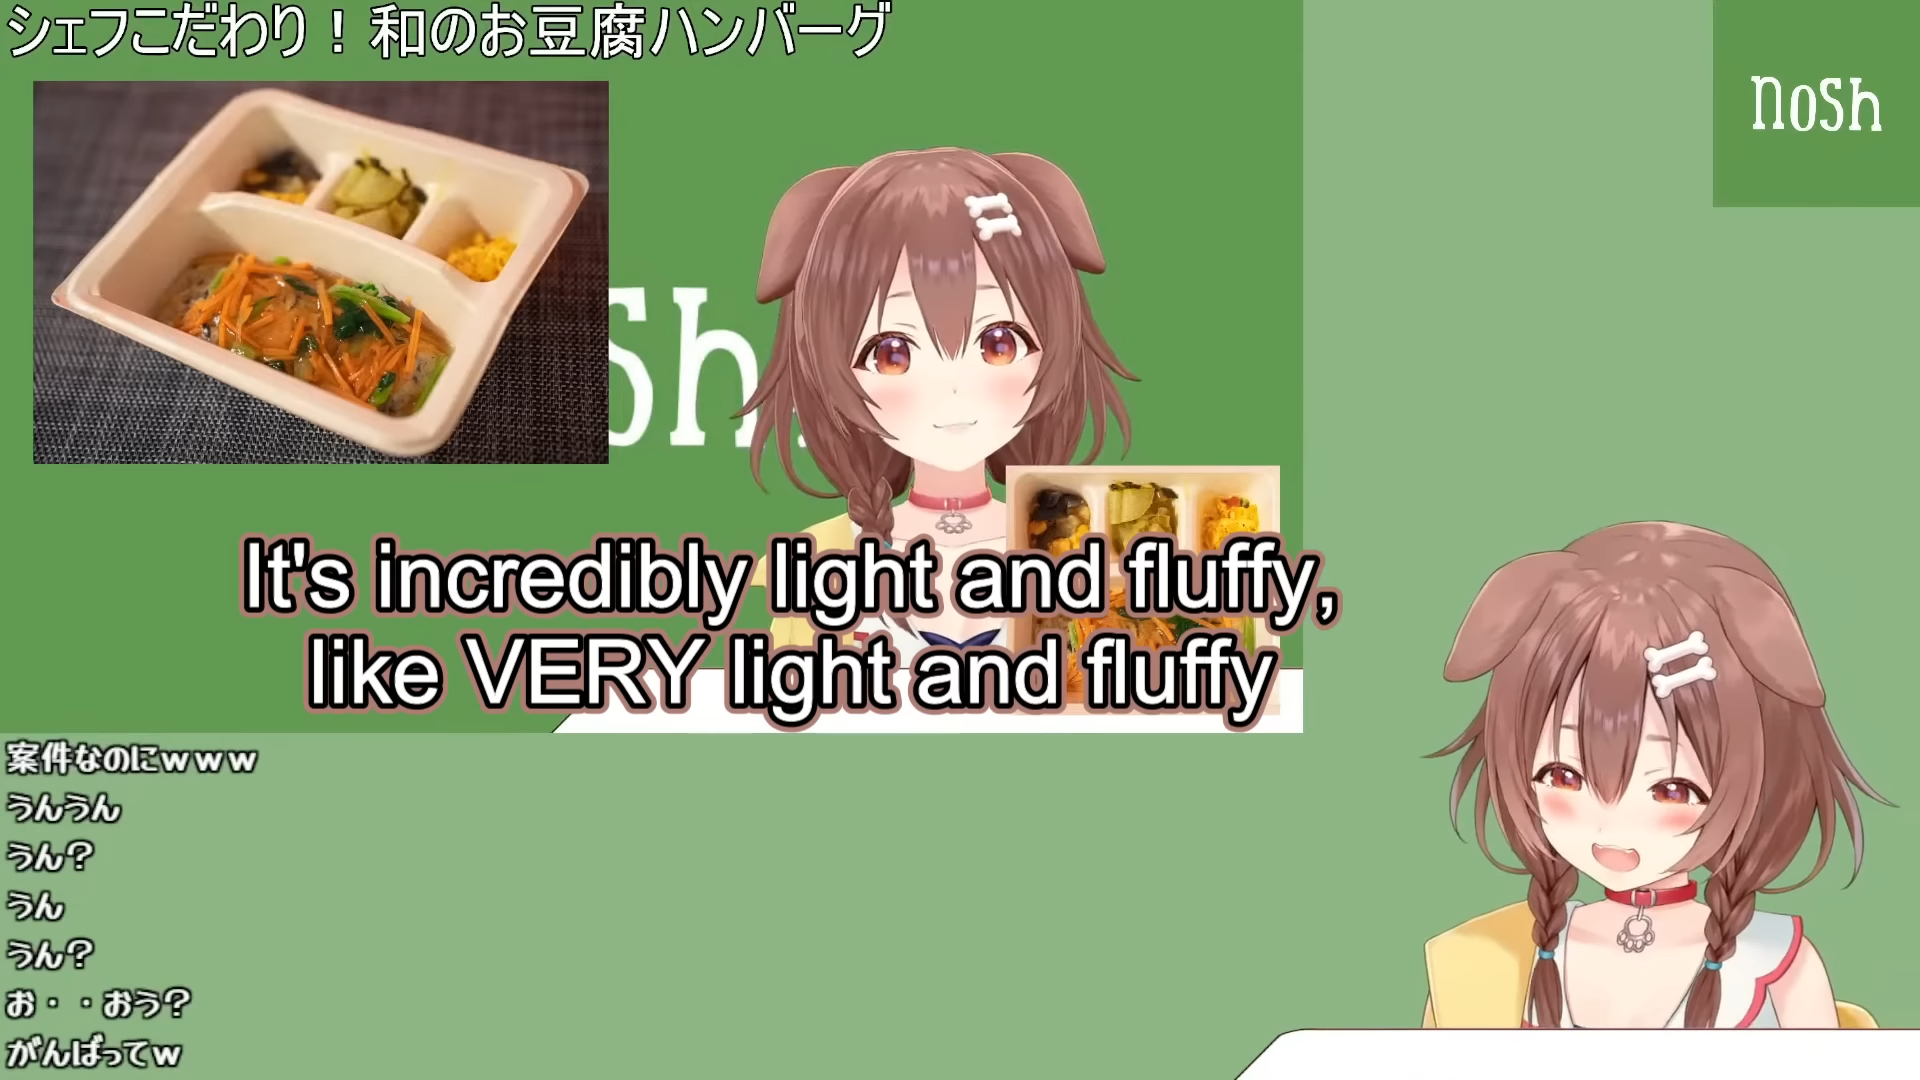 シェフこだわり！和のお豆腐ハンバーグ
nosh
sh
It's incredibly light and fluffy,
like VERY light and fluffy
案件なのにｗｗｗ
うんうん
うん？
うん
うん？
お・・おう？
がんばってw